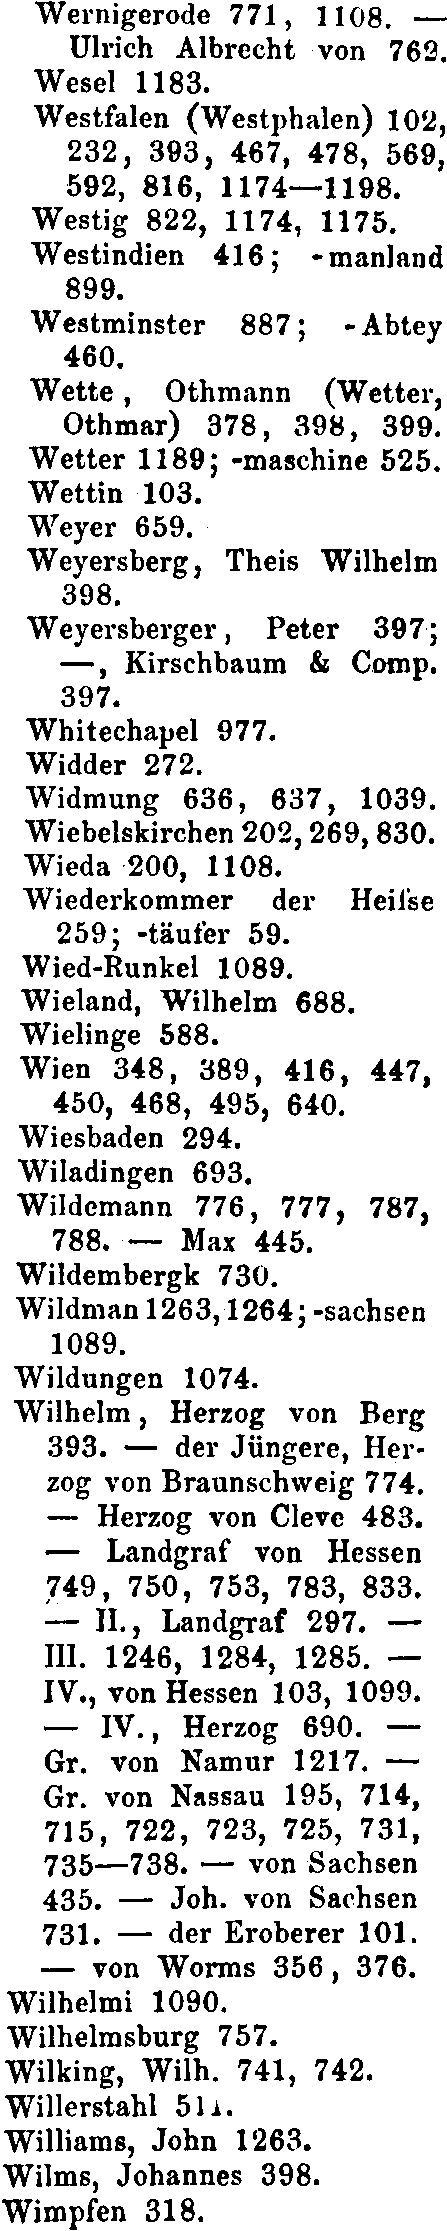 Wernigerode 771, 1108. —
Ulrich Albrecht von 762.
Wesel 1183.
Westfalen (Westphalen) 102,
232, 393, 467, 478, 569,
592, 816, 1174—1198.
Westig 822, 1174, 1175.
Westindien 416; -manland
899.
Westminster 887; -Abtey
460.
Wette, Othmann (Wetter,
Othmar) 378, 398, 399.
Wetter 1189; -maschine 525.
Wettin 103.
Weyer 659.
Weyersberg, Theis Wilhelm
398.
Weyersberger, Peter 397;
—, Kirschbaum & Comp.
397.
Whitechapel 977.
Widder 272.
Widmung 636, 637, 1039.
Wiebelskirchen 202, 269, 830.
Wieda 200, 1108.
Wiederkommer der Heilse
259; -täufer 59.
Wied-Runkel 1089.
Wieland, Wilhelm 688.
Wielinge 588.
Wien 348, 389, 416, 447,
450, 468, 495, 640.
Wiesbaden 294.
Wiladingen 693.
Wildemann 776, 777, 787,
788. — Max 445.
Wildembergk 730.
Wildman 1263, 1264; -sachsen
1089.
Wildungen 1074.
Wilhelm, Herzog von Berg
393. — der Jüngere, Her-
zog von Braunschweig 774.
— Herzog von Cleve 483.
— Landgraf von Hessen
749, 750, 753, 783, 833.
— II., Landgraf 297. —
III. 1246, 1284, 1285. —
IV., von Hessen 103, 1099.
— IV., Herzog 690. —
Gr. von Namur 1217. —
Gr. von Nassau 195, 714,
715, 722, 723, 725, 731,
735—738. — von Sachsen
435. — Joh. von Sachsen
731. — der Eroberer 101.
— von Worms 356, 376.
Wilhelmi 1090.
Wilhelmsburg 757.
Wilking, Wilh. 741, 742.
Willerstahl
Williams, John 1263.
Wilms, Johannes 398.
Wimpfen 318.